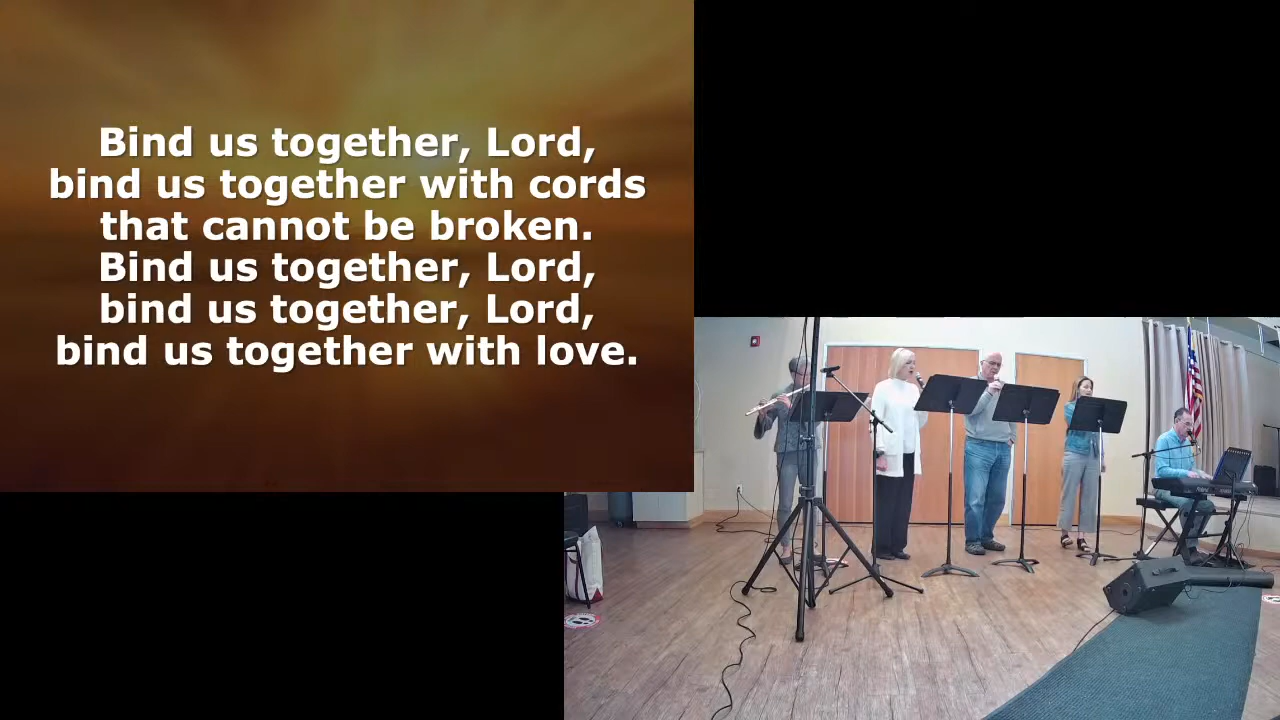 Bind us together, Lord,
bind us together with cords
that cannot be broken.
Bind us together, Lord,
bind us together, Lord,
bind us together with love.